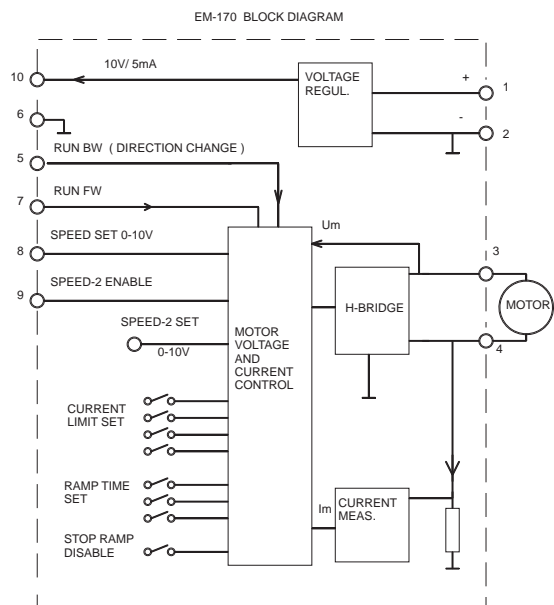 EM-170 BLOCK DIAGRAM
10
10V/ 5mA
VOLTAGE
REGUL.
+
1
6
-
2
5
RUN BW ( DIRECTION CHANGE )
7
RUN FW
Um
8
SPEED SET 0-10V
3
9
SPEED-2 ENABLE
H-BRIDGE
MOTOR
SPEED-2 SET
0-10V
MOTOR
VOLTAGE
AND
CURRENT
CONTROL
4
CURRENT
LIMIT SET
RAMP TIME
SET
Im
CURRENT
MEAS.
STOP RAMP
DISABLE